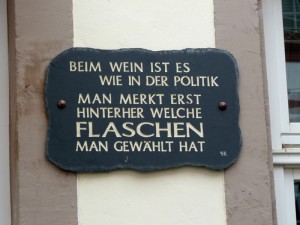 BEIM WEIN IST ES
WIE IN DER POLITIK
MAN MERKT ERST
HINTERHER WELCHE
FLASCHEN
MAN GEWÄHLT HAT